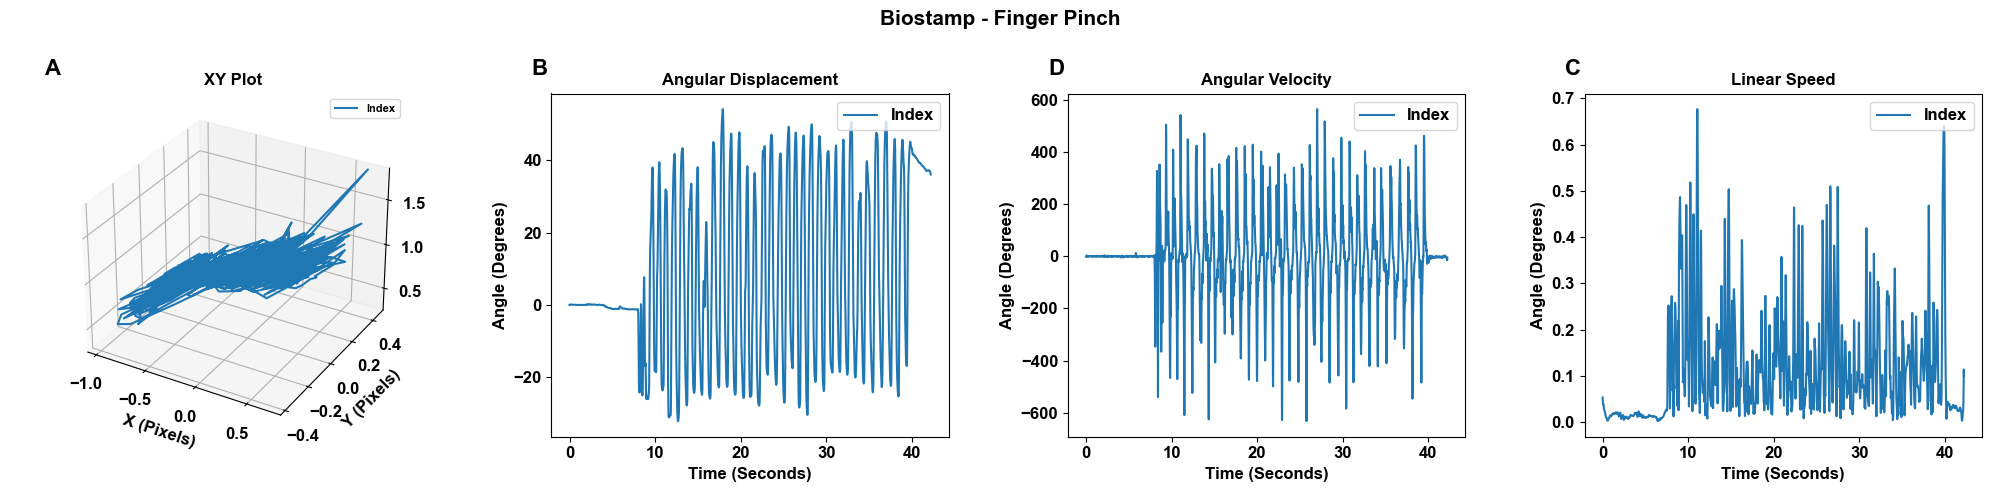 Biostamp - Finger Pinch
A
XY Plot
Index
1.5
1.0
0.5
−1.0
−0.5
0.0
0.5
X (Pixels)
−0.4
−0.2
0.0
0.2
0.4
Y (Pixels)
B
Angular Displacement
Index
40
20
0
−20
Angle (Degrees)
0 10 20 30 40
Time (Seconds)
D
Angular Velocity
Index
600
400
200
0
−200
−400
−600
Angle (Degrees)
0 10 20 30 40
Time (Seconds)
C
Linear Speed
Index
0.7
0.6
0.5
0.4
0.3
0.2
0.1
0.0
Angle (Degrees)
0 10 20 30 40
Time (Seconds)